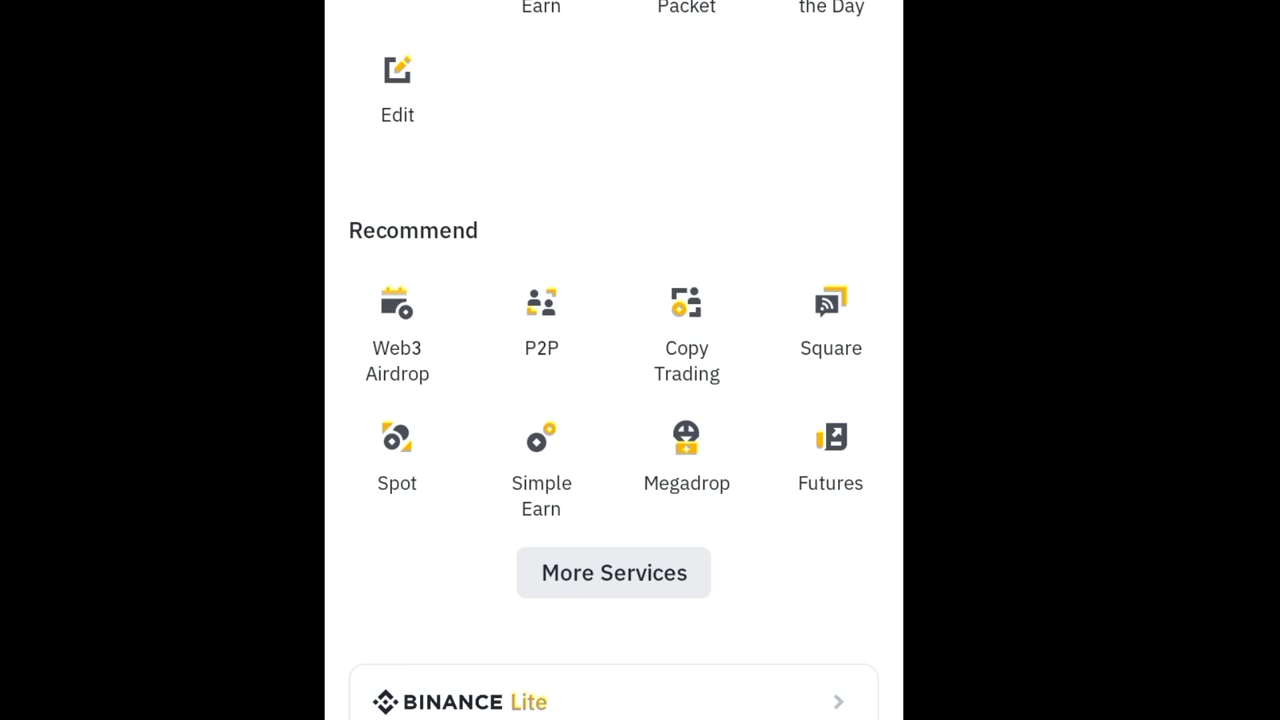 Earn Packet the Day
Edit
Recommend
Web3 Airdrop
P2P
Copy Trading
Square
Spot
Simple Earn
Megadrop
Futures
More Services
BINANCE Lite